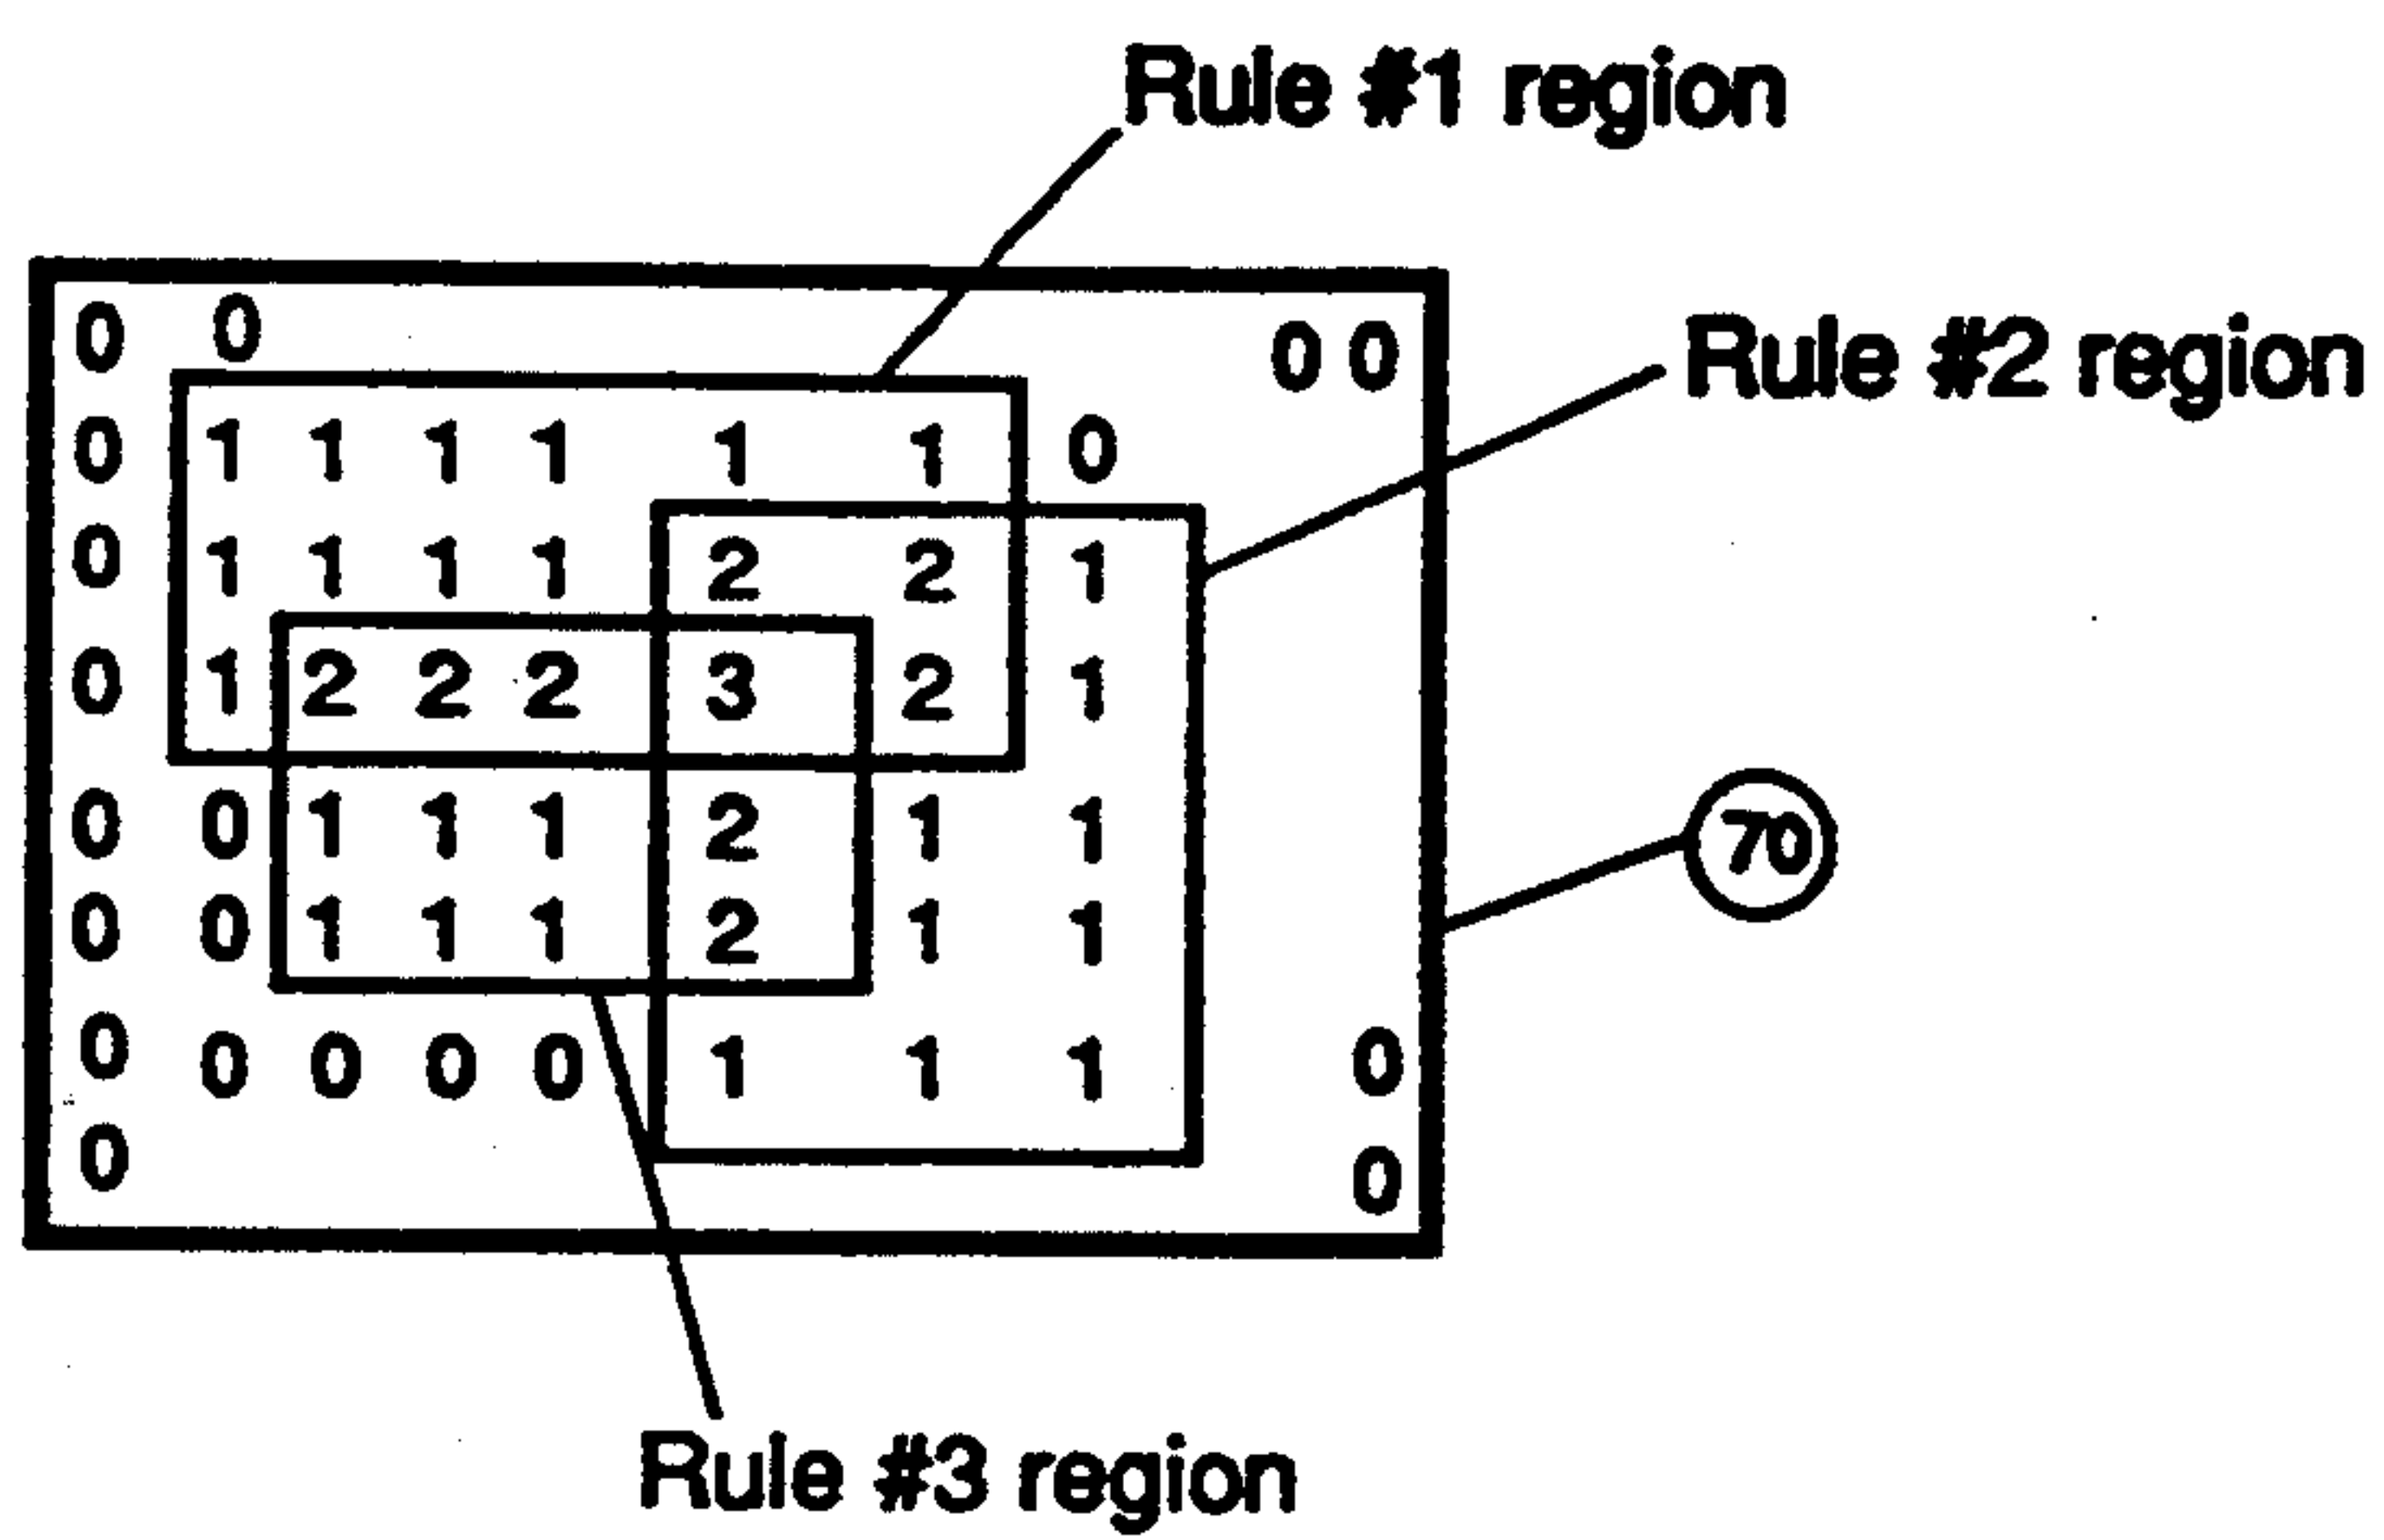 Rule #1 region
0 0 0 0
Rule #2 region
0 1 1 1 1 1 1 0
0 1 1 1 1 2 2 1
0 1 2 2 2 3 2 1
0 0 1 1 1 2 1 1
70
0 0 1 1 1 2 1 1
0 0 0 0 0 1 1 1 0
0 0
Rule #3 region